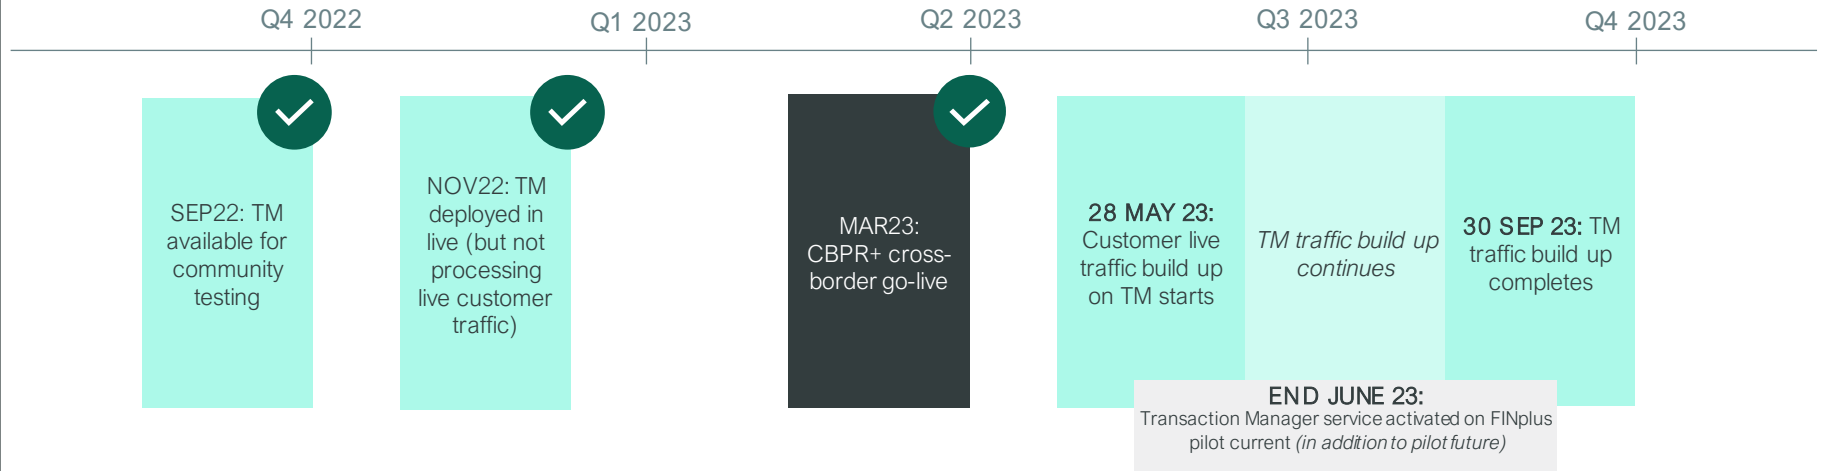 Q4 2022
Q1 2023
Q2 2023
Q3 2023
Q4 2023
SEP22: TM
available for
community
testing
NOV22: TM
deployed in
live (but not
processing
live customer
traffic)
MAR23:
CBPR+ cross-
border go-live
28 MAY 23:
Customer live
traffic build up
on TM starts
TM traffic build up
continues
30 SEP 23: TM
traffic build up
completes
END JUNE 23:
Transaction Manager service activated on FINplus
pilot current (in addition to pilot future)